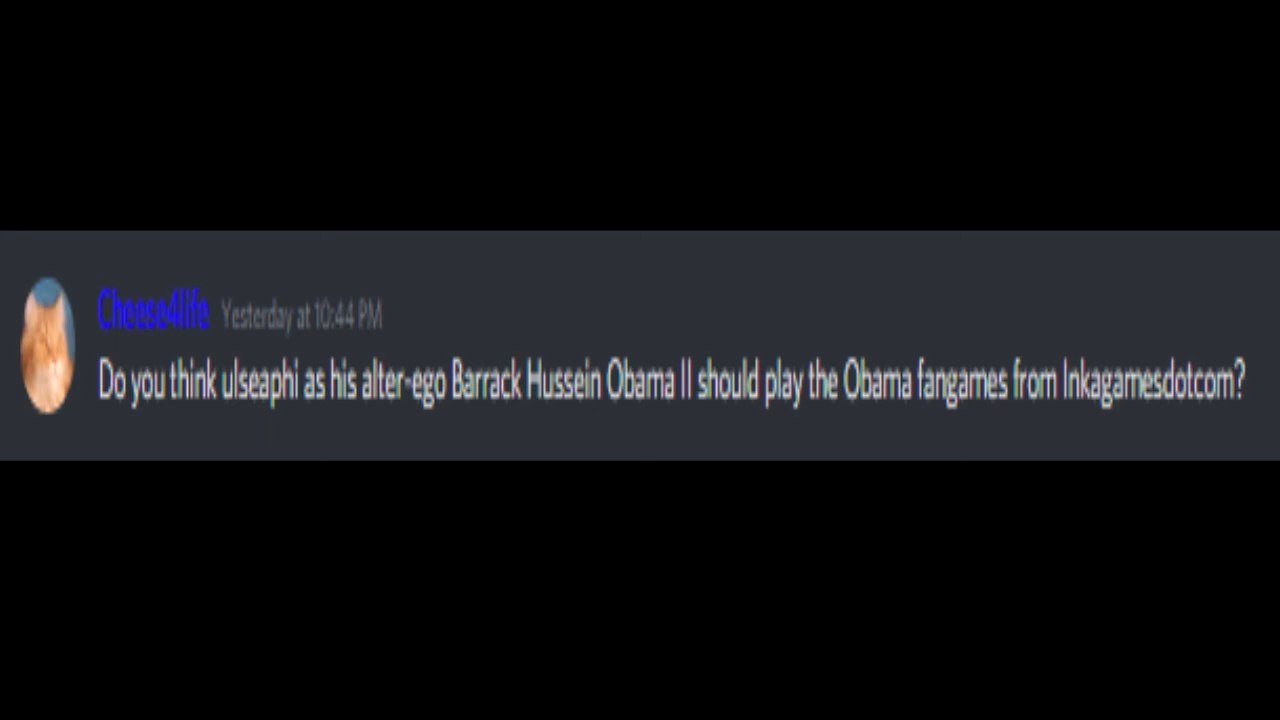 Cheese4life Yesterday at 10:44 PM
Do you think ulseaphi as his alter-ego Barrack Hussein Obama II should play the Obama fangames from Inkagamesdotcom?